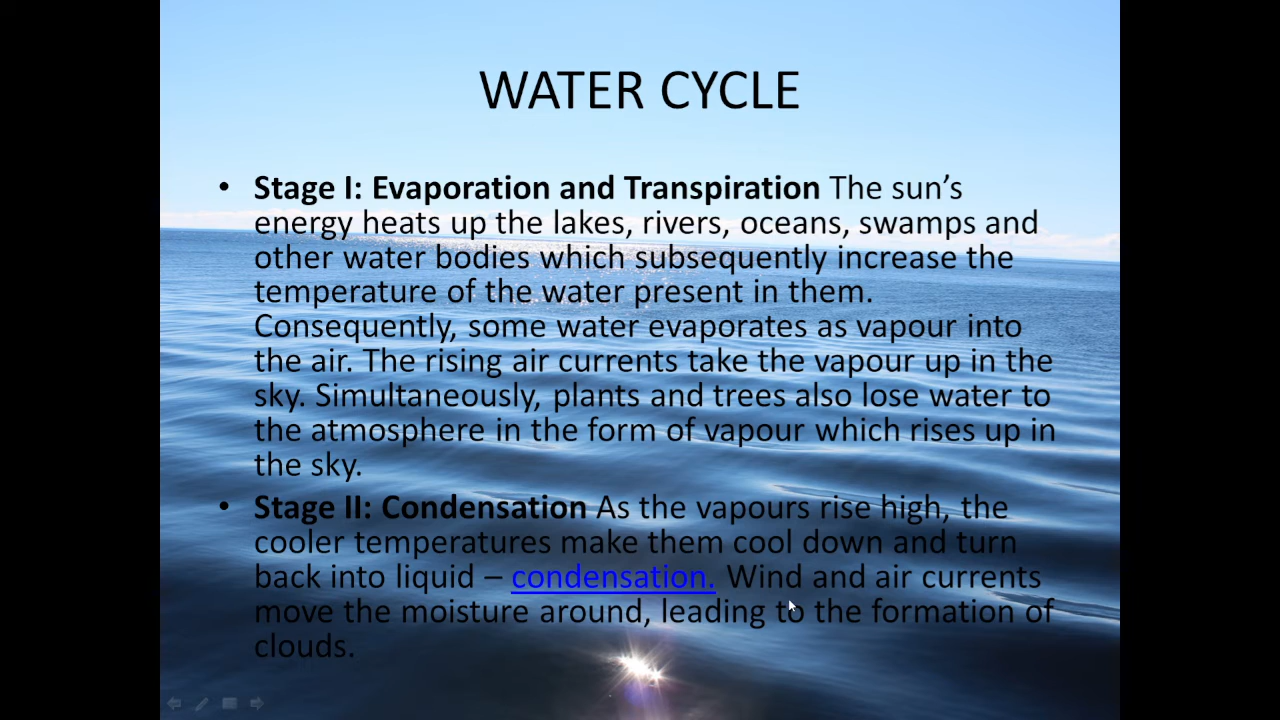 WATER CYCLE
• Stage I: Evaporation and Transpiration The sun’s
energy heats up the lakes, rivers, oceans, swamps and
other water bodies which subsequently increase the
temperature of the water present in them.
Consequently, some water evaporates as vapour into
the air. The rising air currents take the vapour up in the
sky. Simultaneously, plants and trees also lose water to
the atmosphere in the form of vapour which rises up in
the sky.
• Stage II: Condensation As the vapours rise high, the
cooler temperatures make them cool down and turn
back into liquid – condensation. Wind and air currents
move the moisture around, leading to the formation of
clouds.